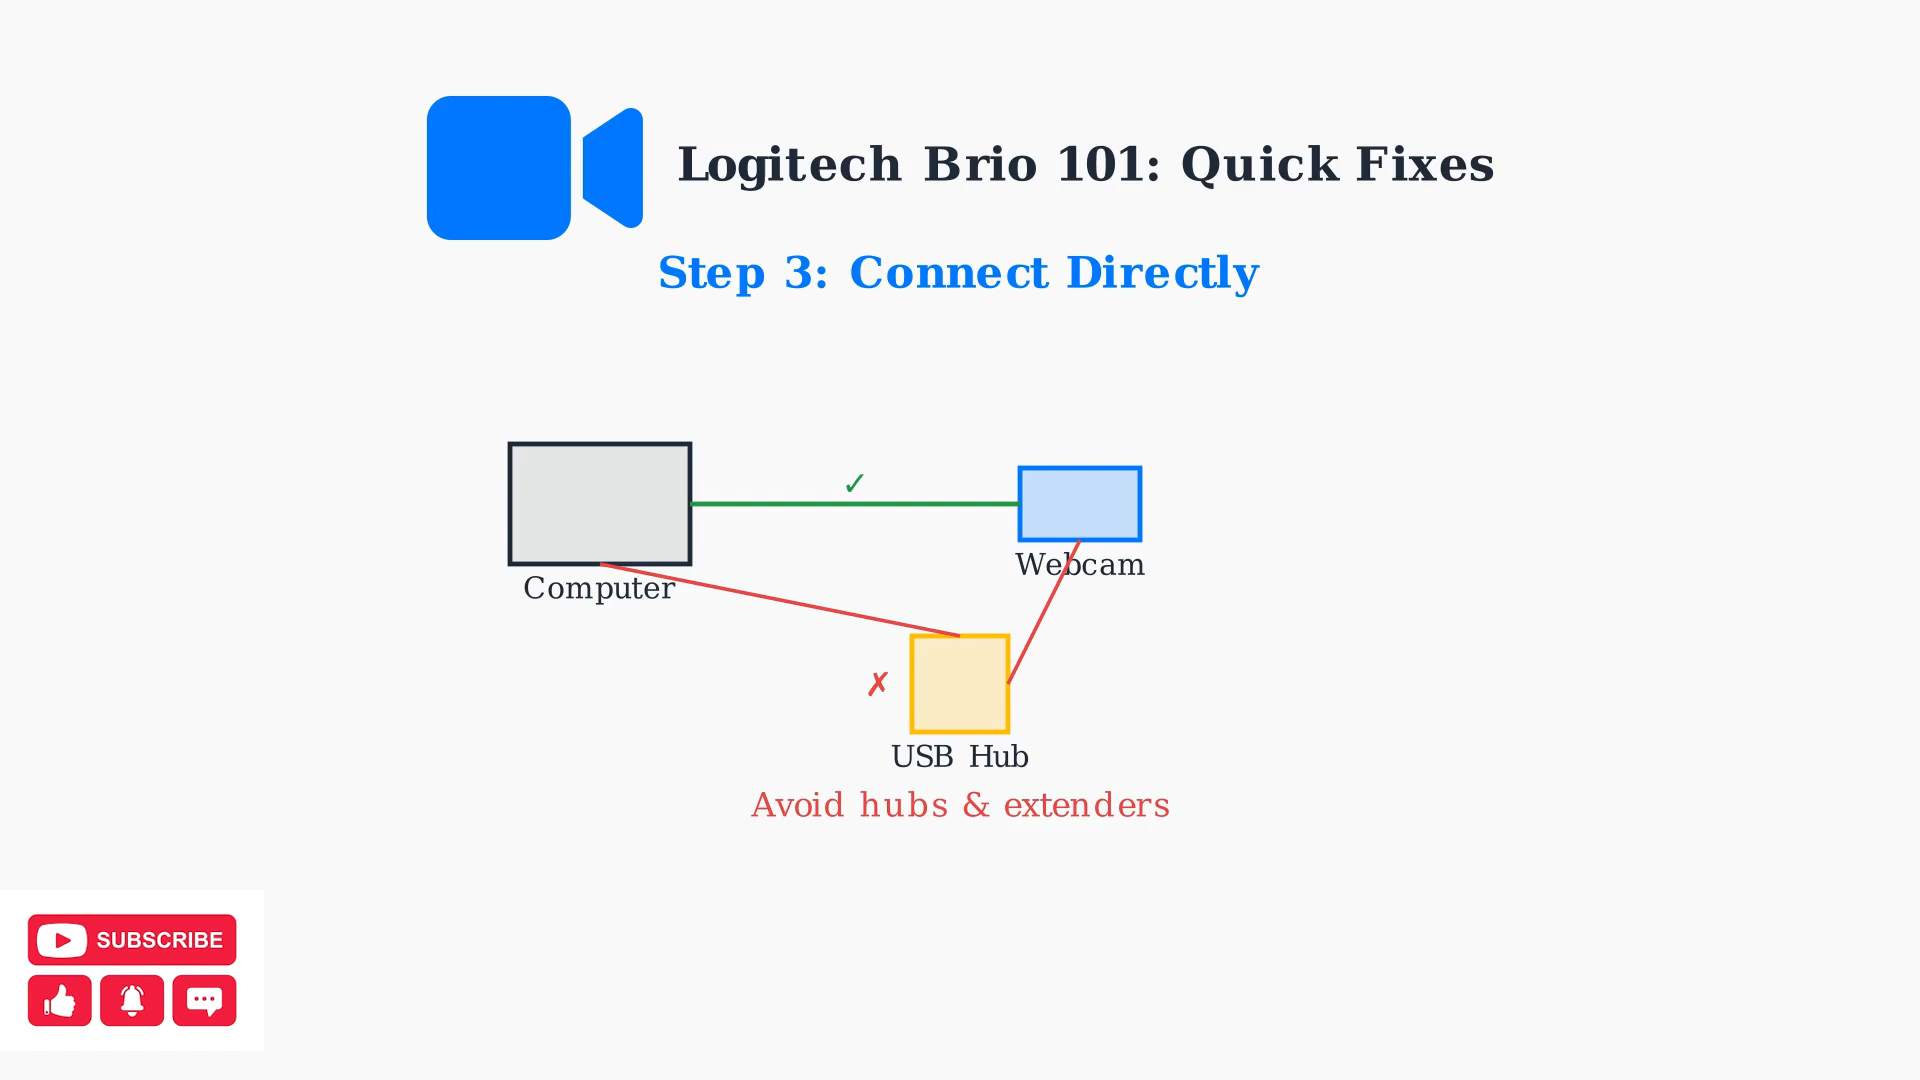 Logitech Brio 101: Quick Fixes
Step 3: Connect Directly
✓
Computer
Webcam
✗
USB Hub
Avoid hubs & extenders
SUBSCRIBE